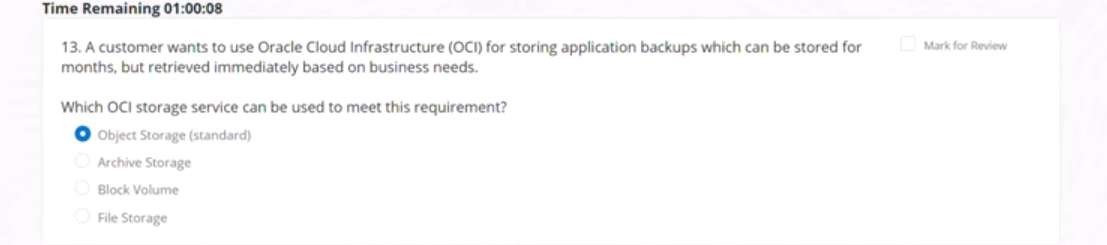 Time Remaining 01:00:08
13. A customer wants to use Oracle Cloud Infrastructure (OCI) for storing application backups which can be stored for
months, but retrieved immediately based on business needs.
Mark for Review
Which OCI storage service can be used to meet this requirement?
Object Storage (standard)
Archive Storage
Block Volume
File Storage